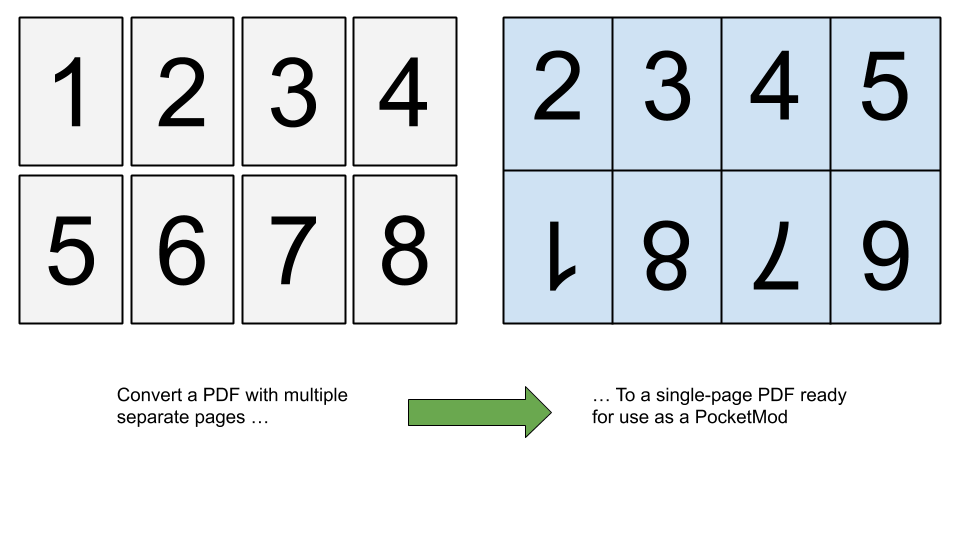 1 2 3 4
5 6 7 8
2 3 4 5
1 8 7 6
Convert a PDF with multiple
separate pages …
… To a single-page PDF ready
for use as a PocketMod